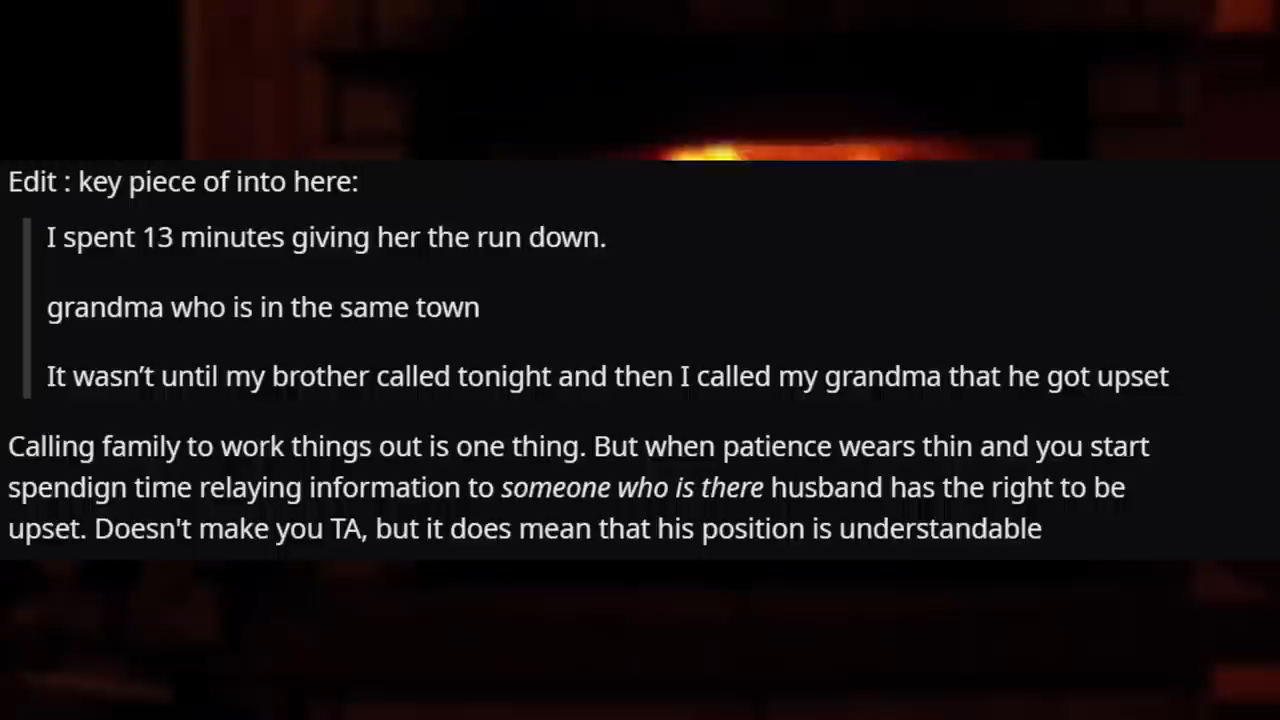 Edit : key piece of into here:
I spent 13 minutes giving her the run down.
grandma who is in the same town
It wasn’t until my brother called tonight and then I called my grandma that he got upset
Calling family to work things out is one thing. But when patience wears thin and you start
spendign time relaying information to someone who is there husband has the right to be
upset. Doesn't make you TA, but it does mean that his position is understandable